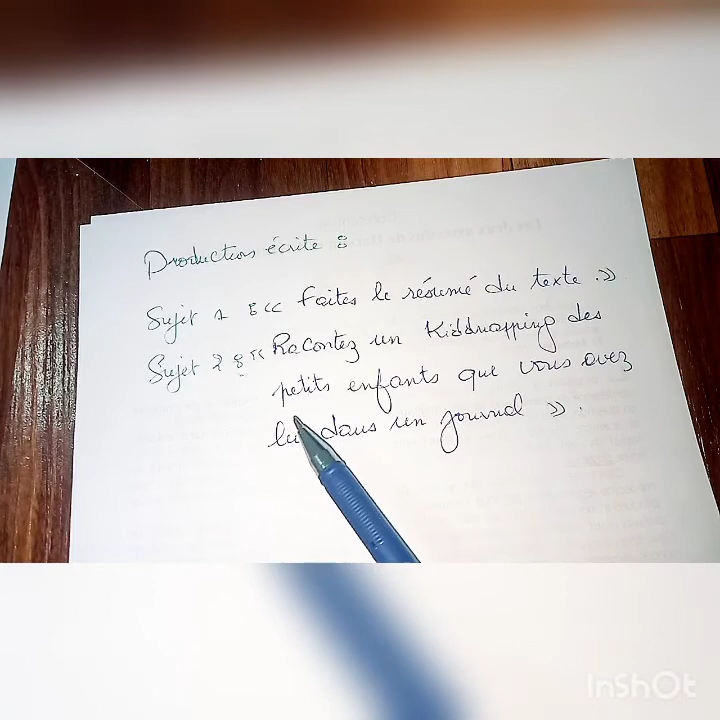 Production écrite :
Sujet 1 : « Faites le résumé du texte . »
Sujet 2 : « Racontez un Kiddnapping des
petits enfants que vous avez
lu dans un journal » .
InShOt